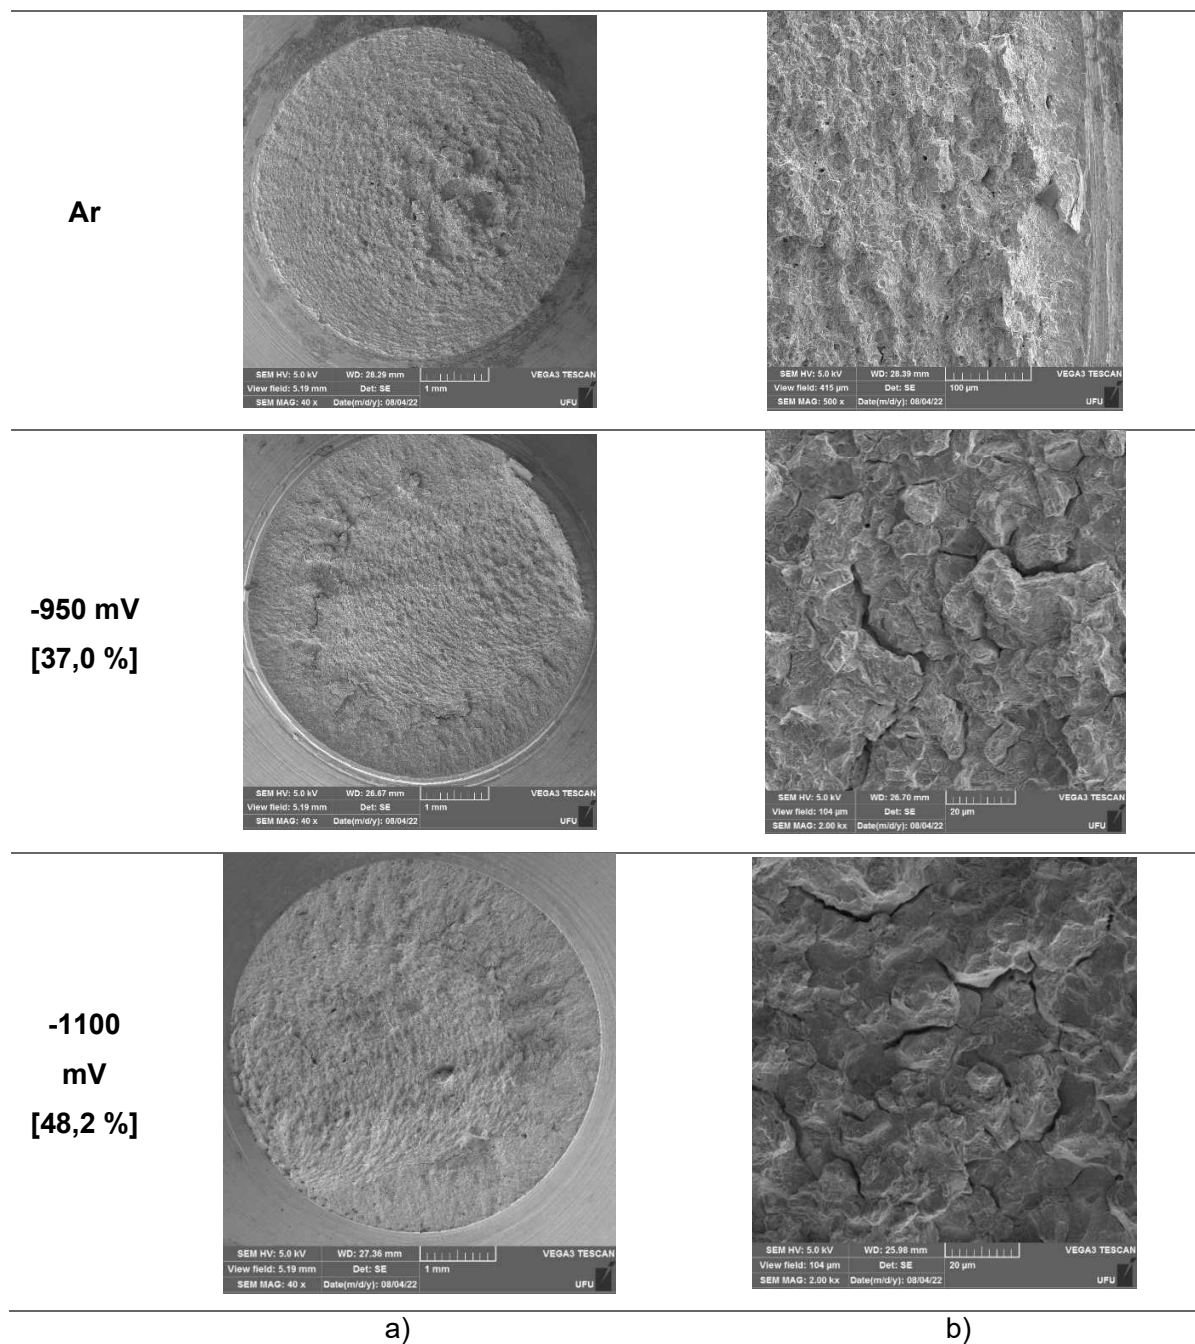 Ar
SEM HV: 5.0 kV WD: 28.29 mm VEGA3 TESCAN
View field: 5.19 mm Det: SE 1 mm
SEM MAG: 40 x Date(m/d/y): 08/04/22 UFU
SEM HV: 5.0 kV WD: 28.39 mm VEGA3 TESCAN
View field: 415 µm Det: SE 100 µm
SEM MAG: 500 x Date(m/d/y): 08/04/22 UFU
-950 mV
[37,0 %]
SEM HV: 5.0 kV WD: 26.67 mm VEGA3 TESCAN
View field: 5.19 mm Det: SE 1 mm
SEM MAG: 40 x Date(m/d/y): 08/04/22 UFU
SEM HV: 5.0 kV WD: 26.70 mm VEGA3 TESCAN
View field: 104 µm Det: SE 20 µm
SEM MAG: 2.00 kx Date(m/d/y): 08/04/22 UFU
-1100
mV
[48,2 %]
SEM HV: 5.0 kV WD: 27.36 mm VEGA3 TESCAN
View field: 5.19 mm Det: SE 1 mm
SEM MAG: 40 x Date(m/d/y): 08/04/22 UFU
SEM HV: 5.0 kV WD: 25.98 mm VEGA3 TESCAN
View field: 104 µm Det: SE 20 µm
SEM MAG: 2.00 kx Date(m/d/y): 08/04/22 UFU
a) b)